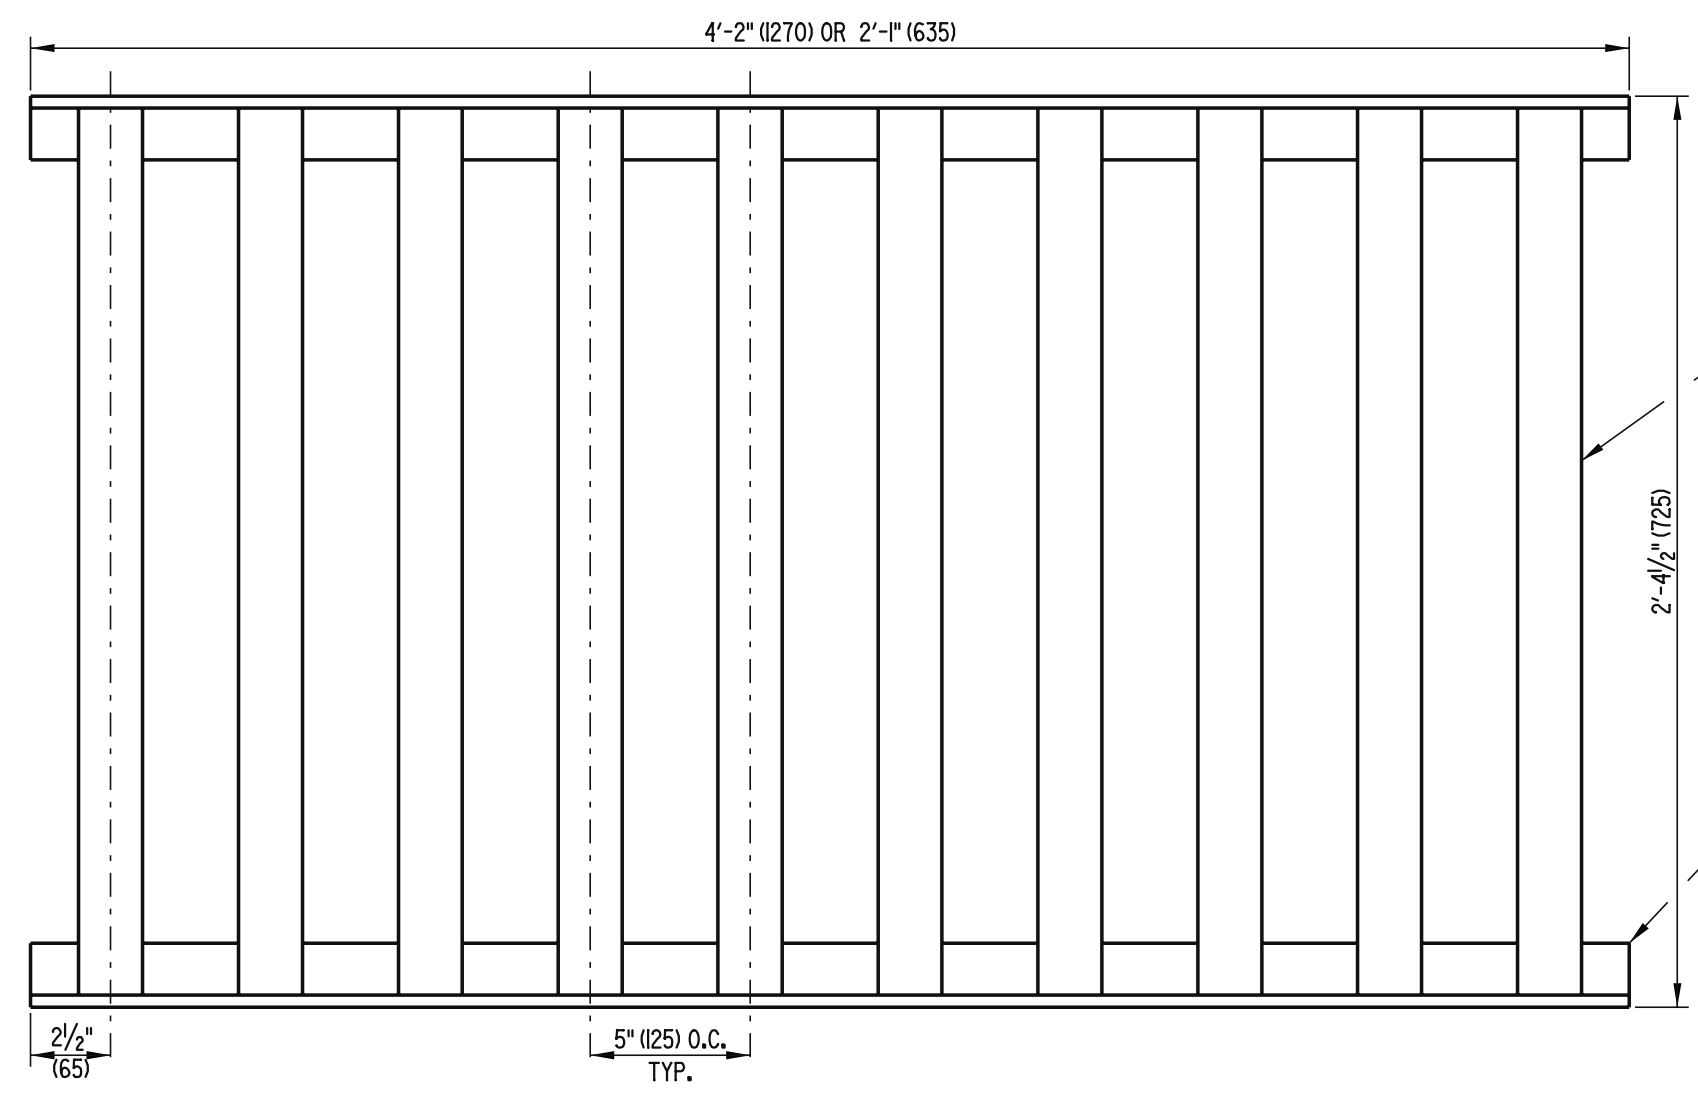 4'-2" (1270) OR 2'-1" (635)
2'-4½" (725)
2½"
(65)
5" (125) O.C.
TYP.